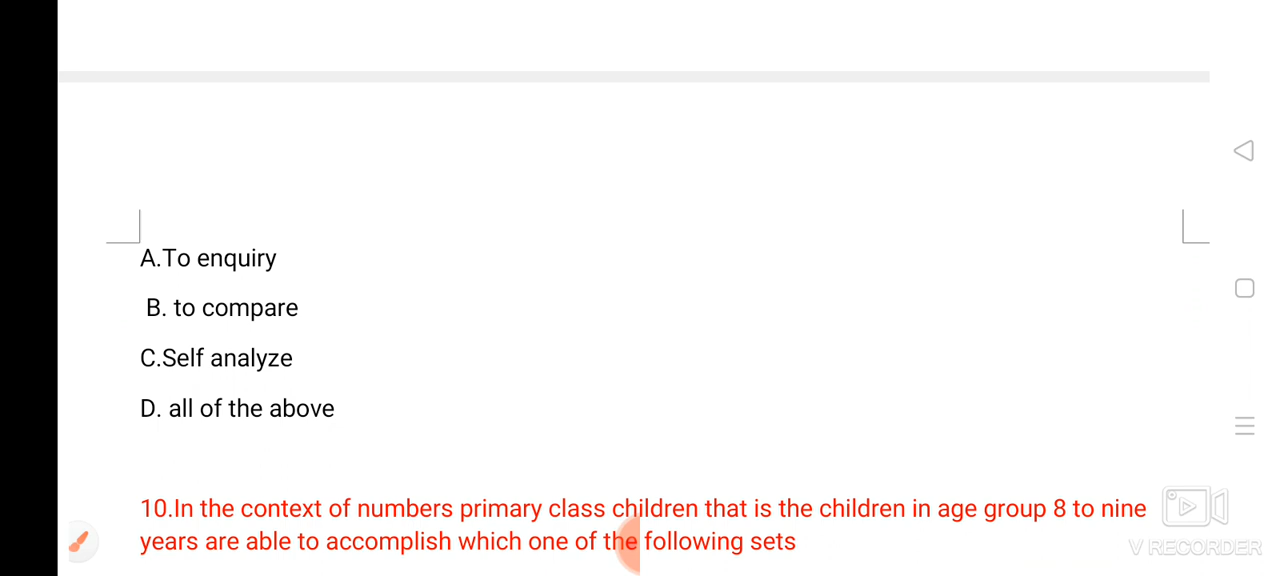 A.To enquiry
B. to compare
C.Self analyze
D. all of the above
10.In the context of numbers primary class children that is the children in age group 8 to nine
years are able to accomplish which one of the following sets
V RECORDER